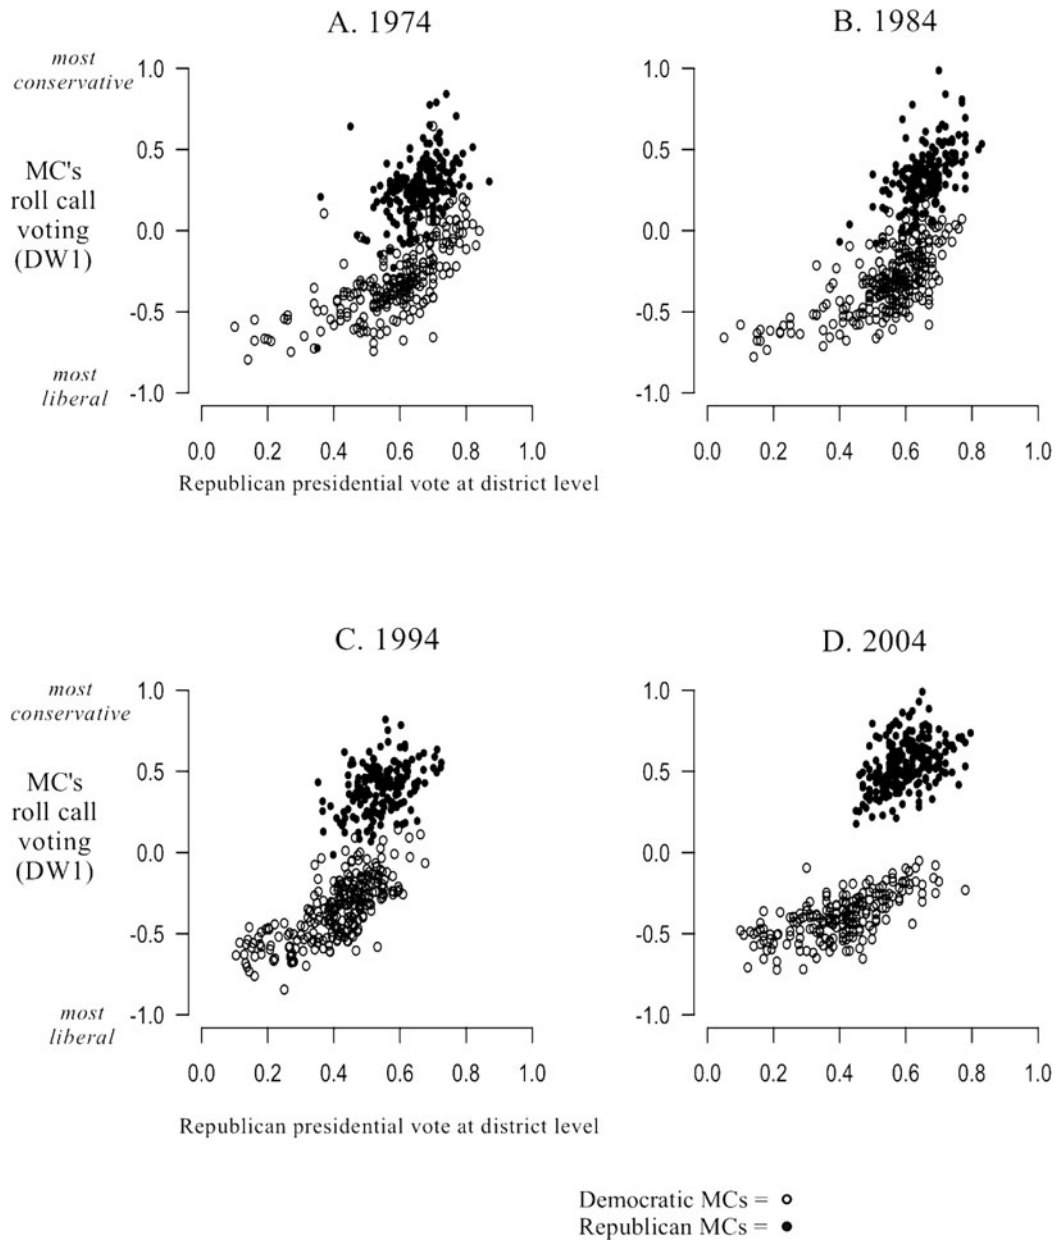 A. 1974
B. 1984
most
conservative
MC's
roll call
voting
(DW1)
most
liberal
1.0
0.5
0.0
-0.5
-1.0
0.0 0.2 0.4 0.6 0.8 1.0
Republican presidential vote at district level
1.0
0.5
0.0
-0.5
-1.0
0.0 0.2 0.4 0.6 0.8 1.0
C. 1994
D. 2004
most
conservative
MC's
roll call
voting
(DW1)
most
liberal
1.0
0.5
0.0
-0.5
-1.0
0.0 0.2 0.4 0.6 0.8 1.0
Republican presidential vote at district level
1.0
0.5
0.0
-0.5
-1.0
0.0 0.2 0.4 0.6 0.8 1.0
Democratic MCs =
Republican MCs =